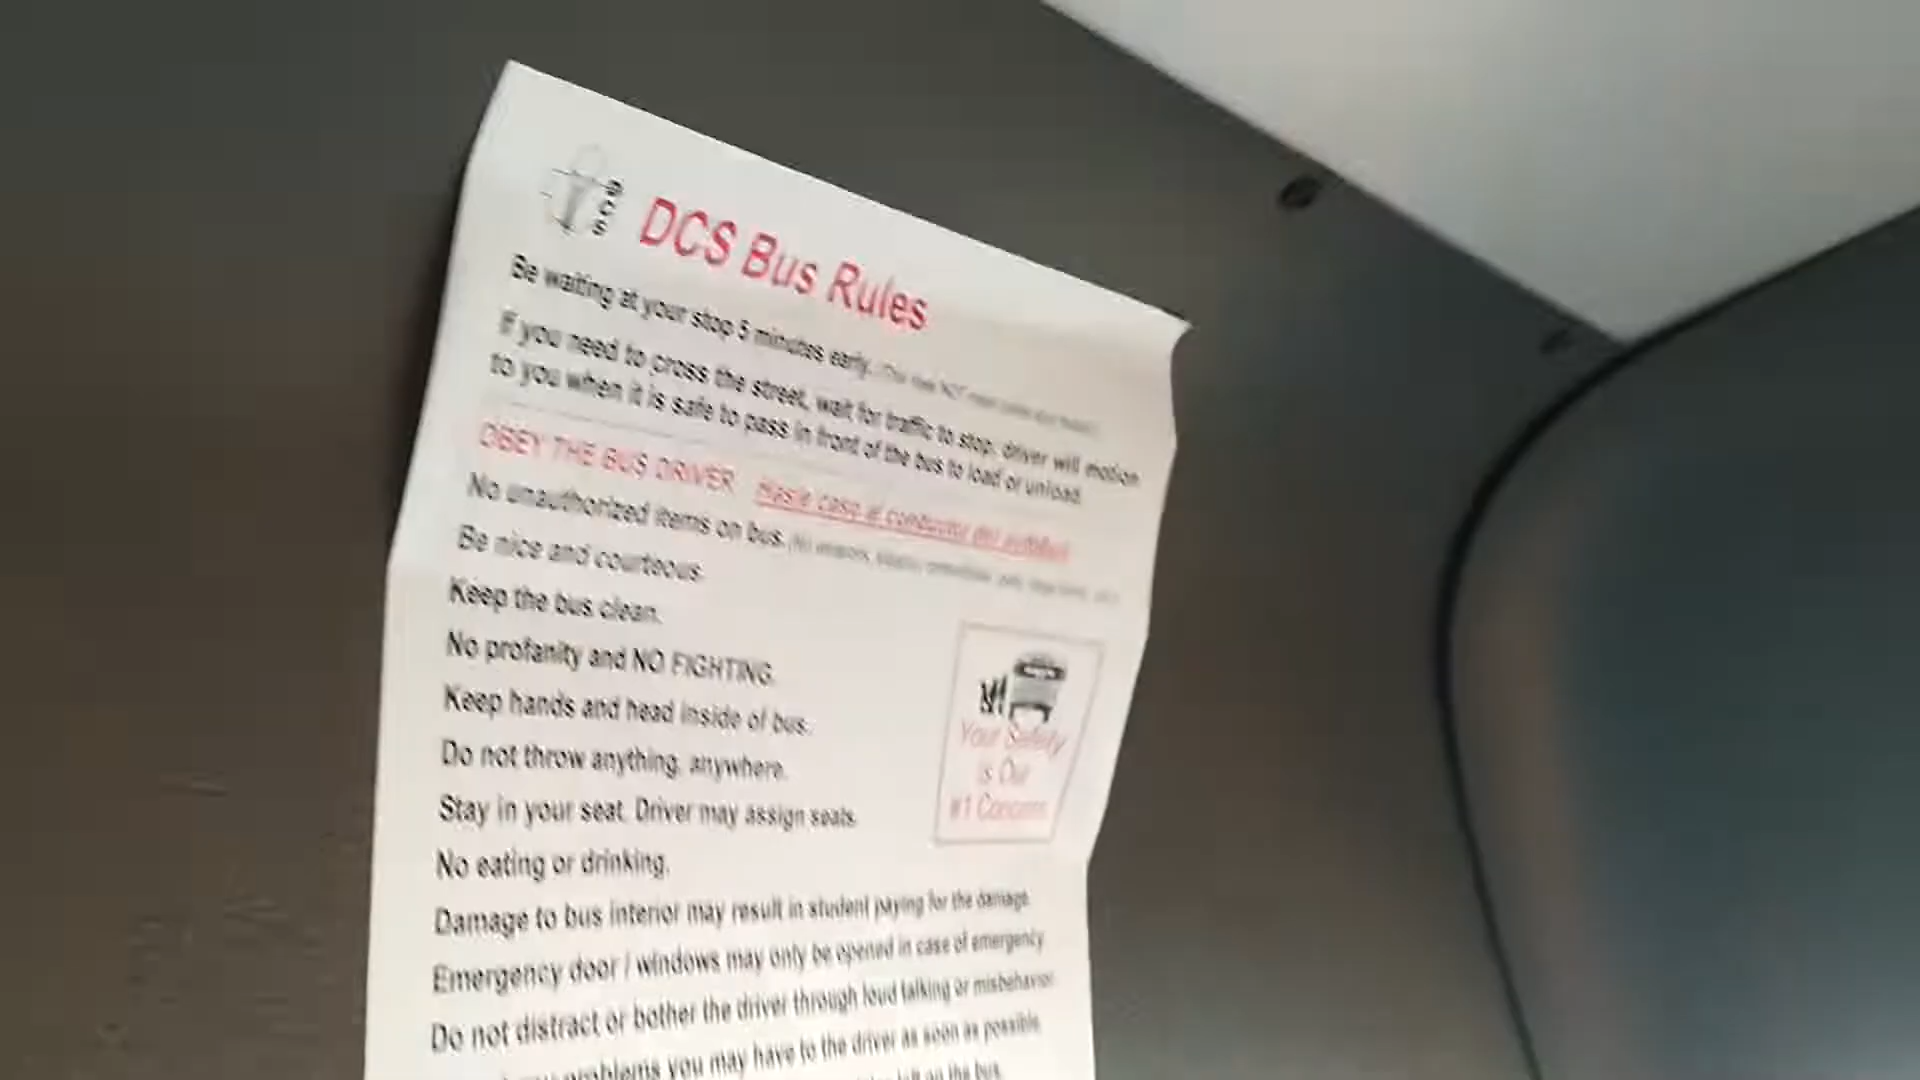 DCS
DCS Bus Rules
Be waiting at your stop 5 minutes early.
If you need to cross the street, wait for traffic to stop, driver will motion
to you when it is safe to pass in front of the bus to load or unload.
OBEY THE BUS DRIVER
No unauthorized items on bus.
Be nice and courteous.
Keep the bus clean.
No profanity and NO FIGHTING.
Keep hands and head inside of bus.
Do not throw anything, anywhere.
Stay in your seat. Driver may assign seats.
No eating or drinking.
Your Safety
is Our
#1 Concern
Damage to bus interior may result in student paying for the damage.
Emergency door / windows may only be opened in case of emergency.
Do not distract or bother the driver through loud talking or misbehavior.
problems you may have to the driver as soon as possible.
left on the bus.